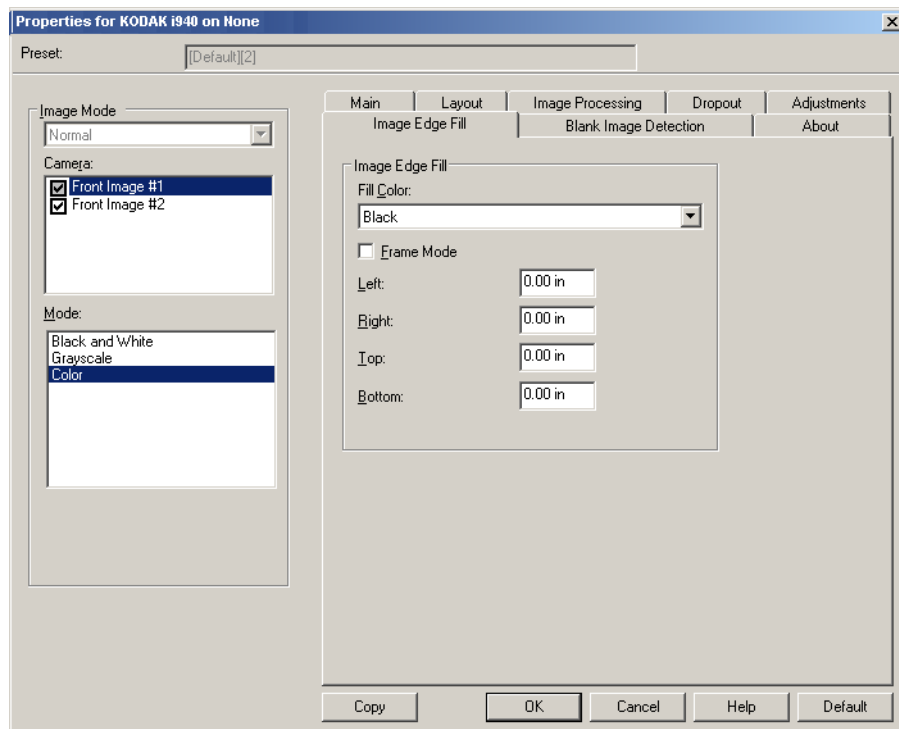 Properties for KODAK i940 on None
Preset:
[Default][2]
Image Mode
Normal
Camera:
Front Image #1
Front Image #2
Mode:
Black and White
Grayscale
Color
Main
Layout
Image Processing
Dropout
Adjustments
Image Edge Fill
Blank Image Detection
About
Image Edge Fill
Fill Color:
Black
Frame Mode
Left:
0.00 in
Right:
0.00 in
Top:
0.00 in
Bottom:
0.00 in
Copy
OK
Cancel
Help
Default